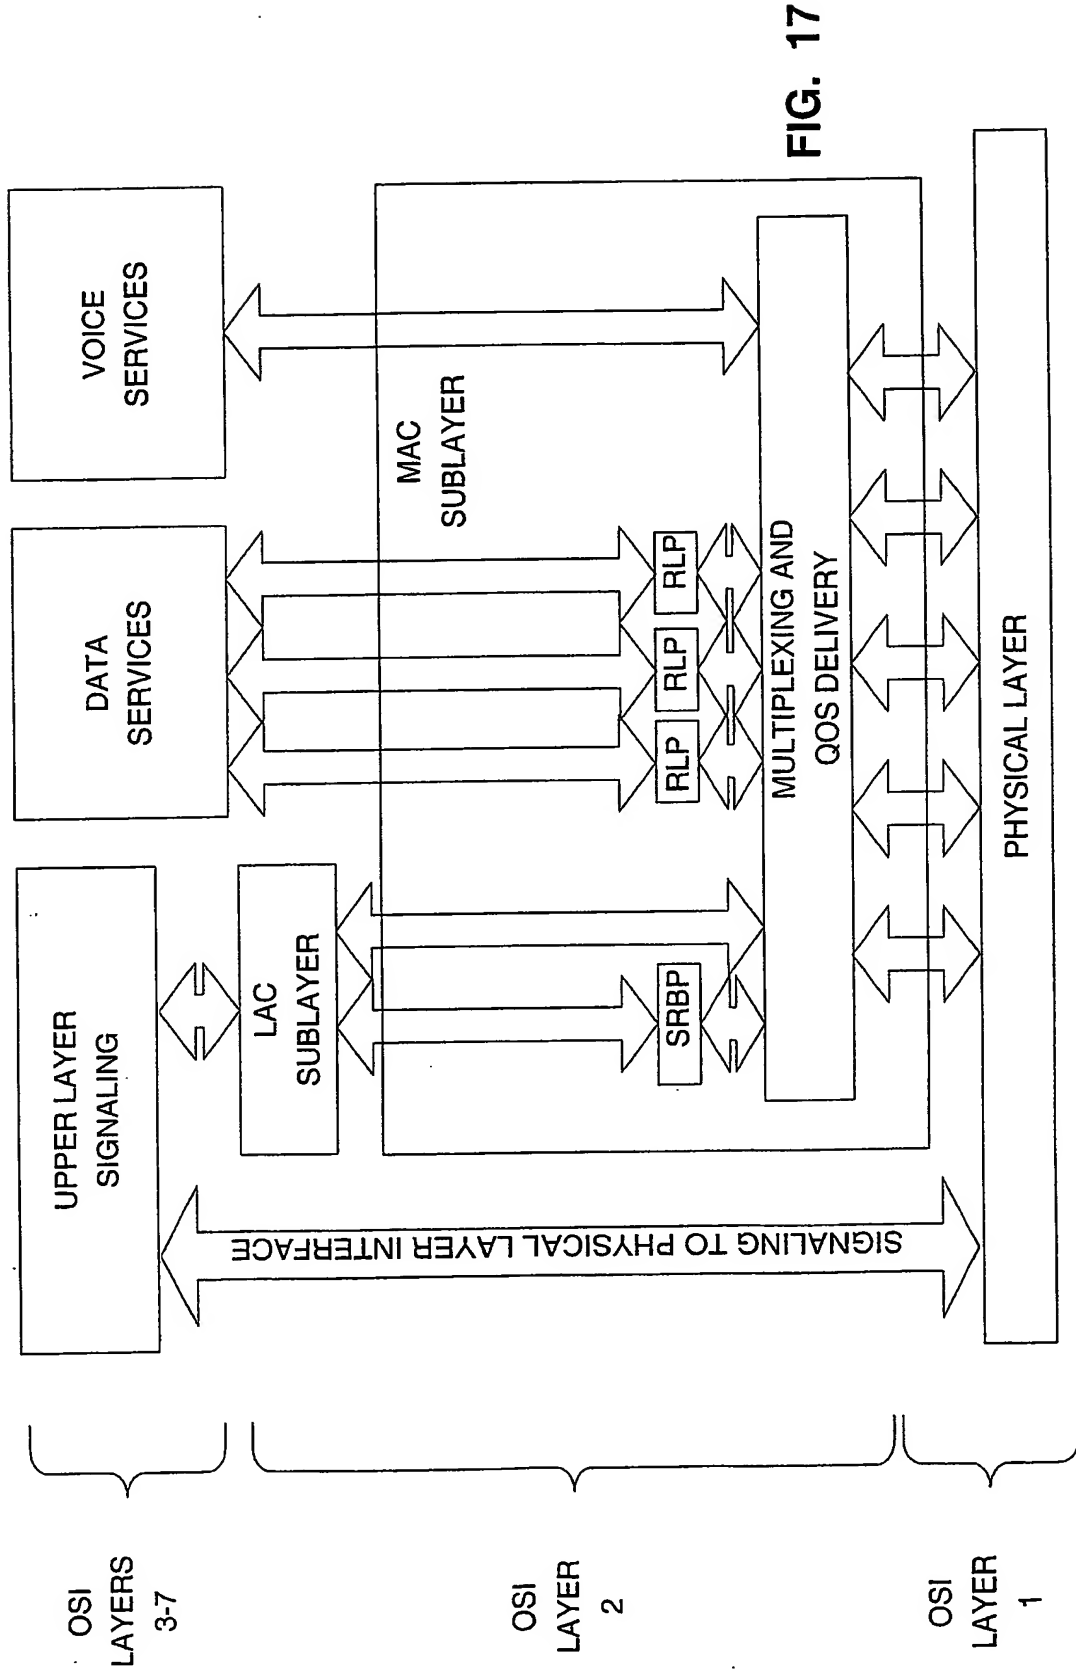 OSI
LAYERS
3-7
UPPER LAYER
SIGNALING
DATA
SERVICES
VOICE
SERVICES
OSI
LAYER
2
SIGNALING TO PHYSICAL LAYER INTERFACE
LAC
SUBLAYER
MAC
SUBLAYER
SRBP
RLP
RLP
RLP
MULTIPLEXING AND
QOS DELIVERY
OSI
LAYER
1
PHYSICAL LAYER
FIG. 17